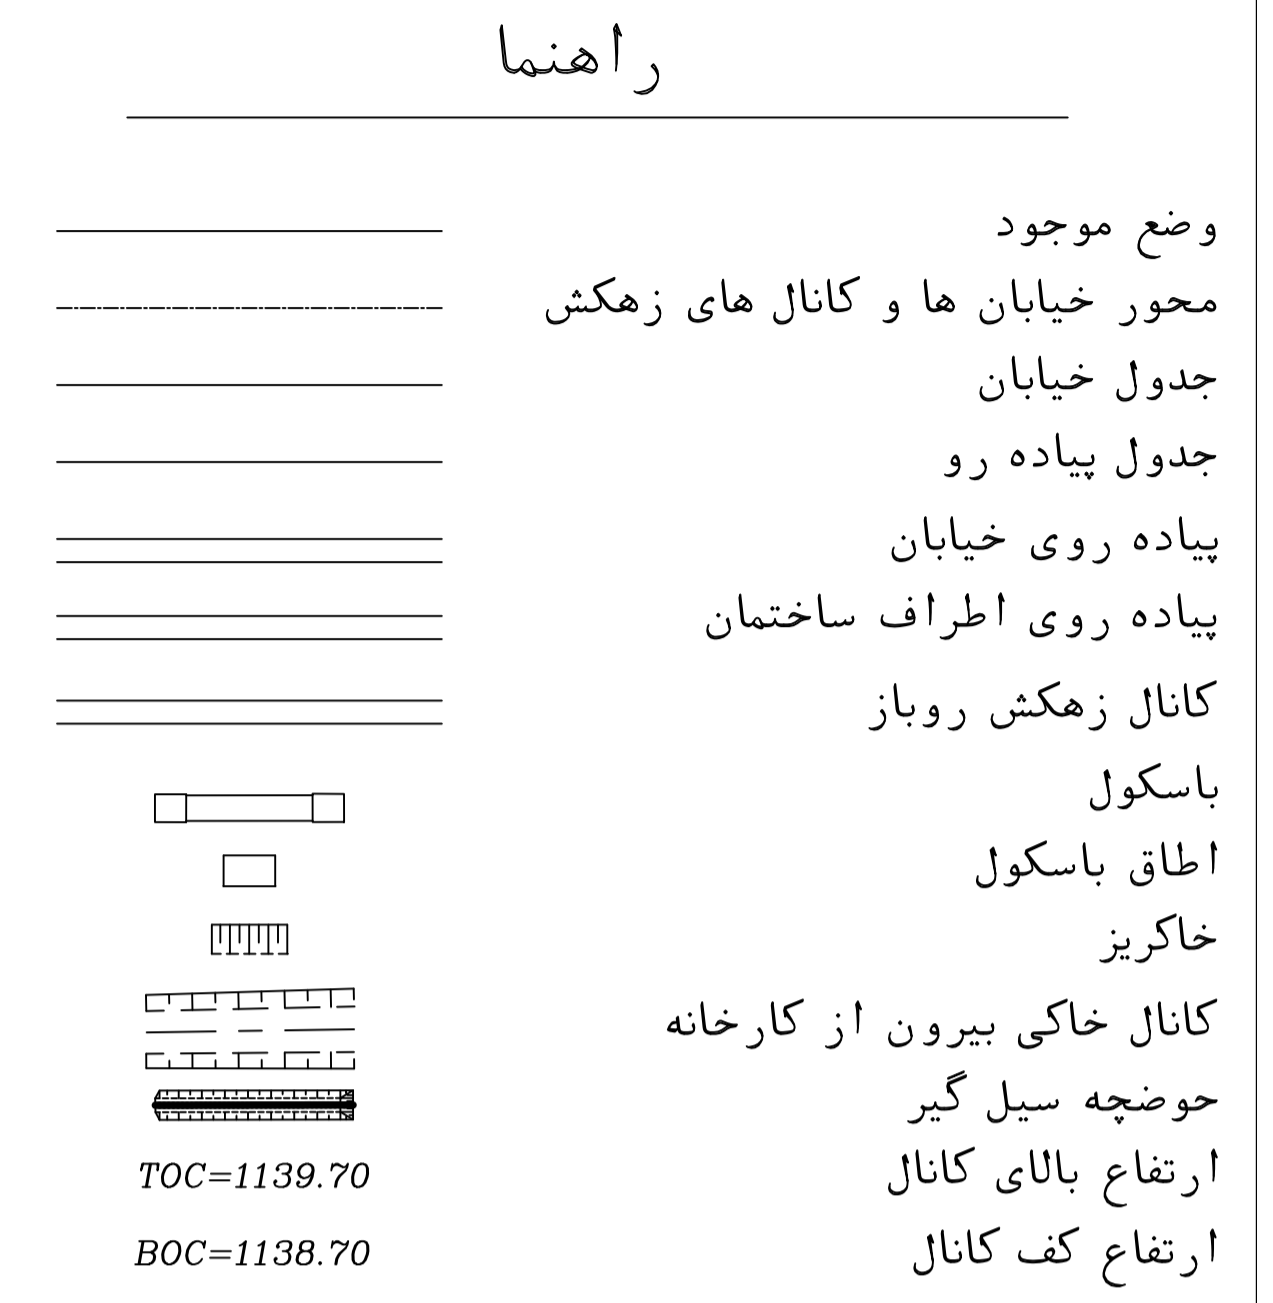 راهنما
وضع موجود
محور خیابان ها و کانال های زهکش
جدول خیابان
جدول پیاده رو
پیاده روی خیابان
پیاده روی اطراف ساختمان
کانال زهکش روباز
باسکول
اطاق باسکول
خاکریز
کانال خاکی بیرون از کارخانه
حوضچه سیل گیر
ارتفاع بالای کانال TOC=1139.70
ارتفاع کف کانال BOC=1138.70